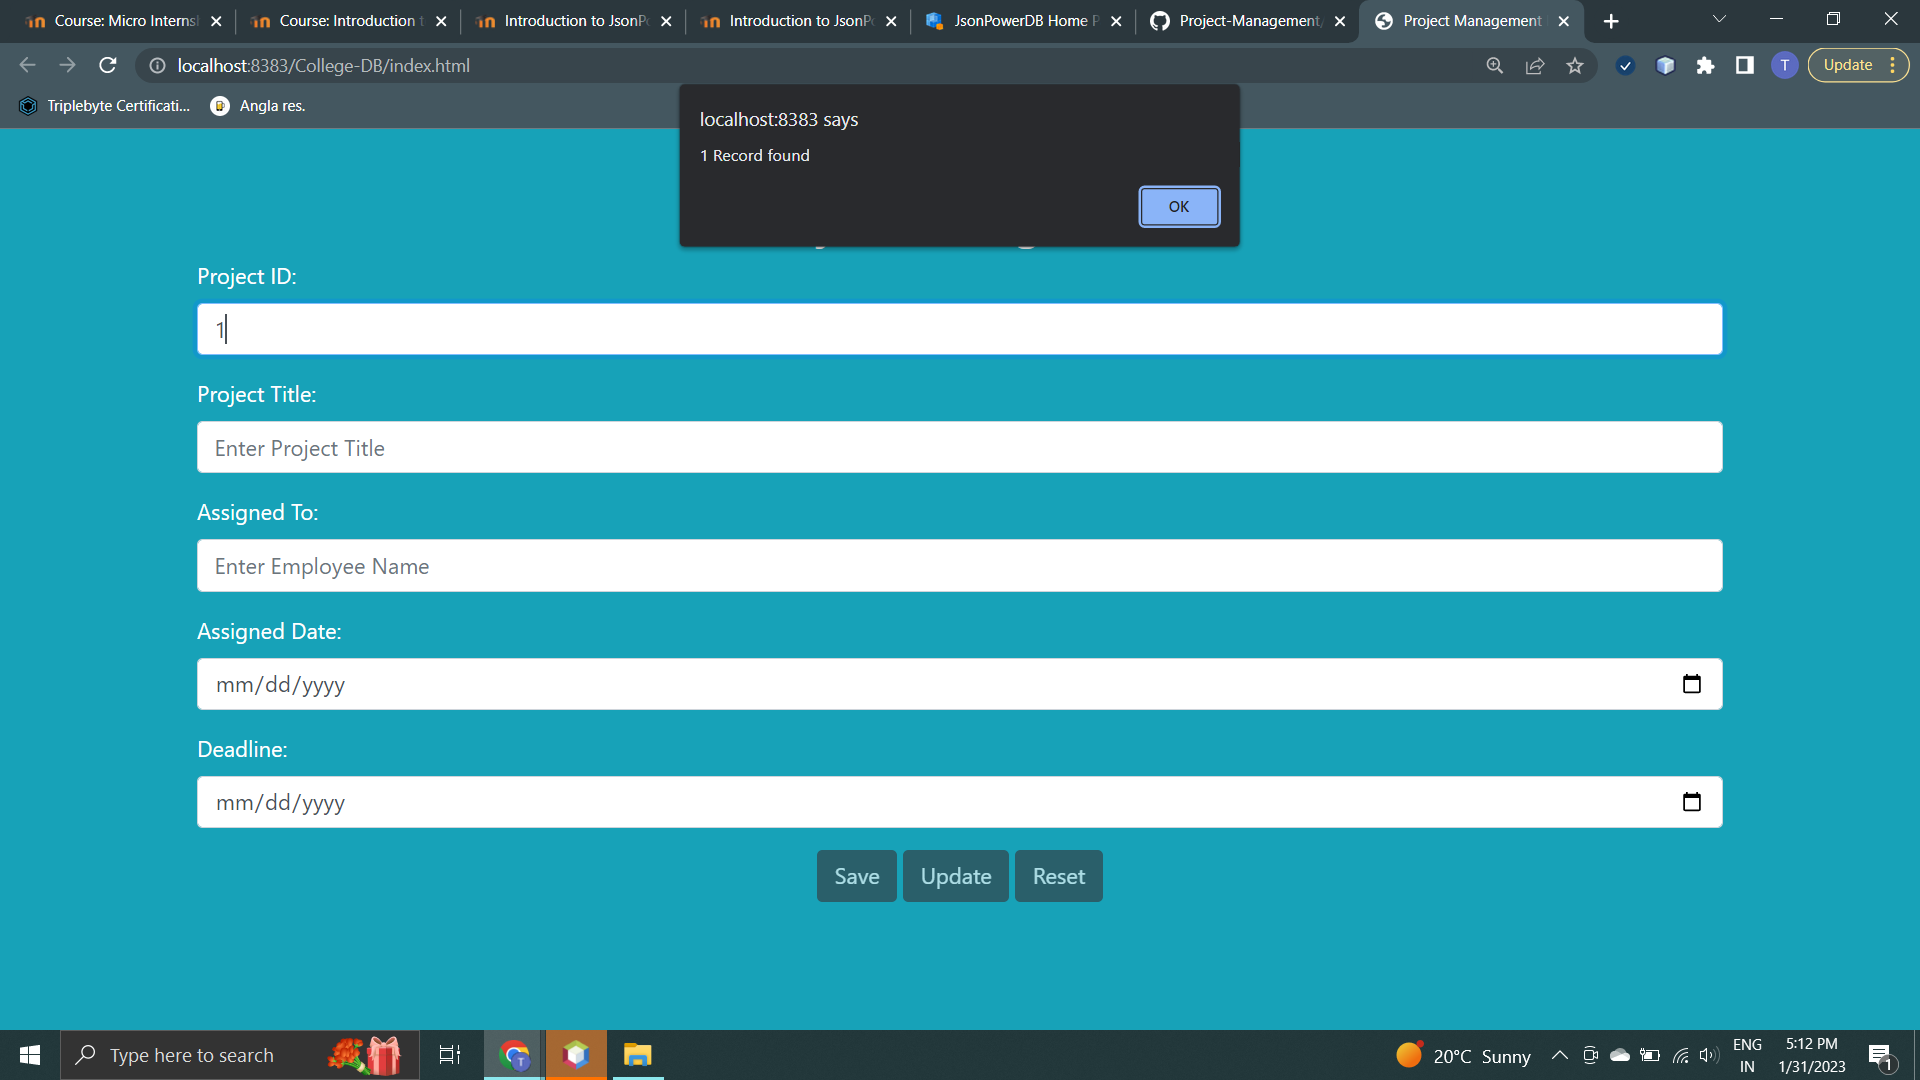 Course: Micro Interns
Course: Introduction t
Introduction to JsonPo
Introduction to JsonPo
JsonPowerDB Home P
Project-Management/
Project Management
localhost:8383/College-DB/index.html
T
Update
Triplebyte Certificati...
Angla res.
localhost:8383 says
1 Record found
OK
Project ID:
1
Project Title:
Enter Project Title
Assigned To:
Enter Employee Name
Assigned Date:
mm/dd/yyyy
Deadline:
mm/dd/yyyy
Save Update Reset
Type here to search
T
20°C Sunny
ENG
IN
5:12 PM
1/31/2023
1